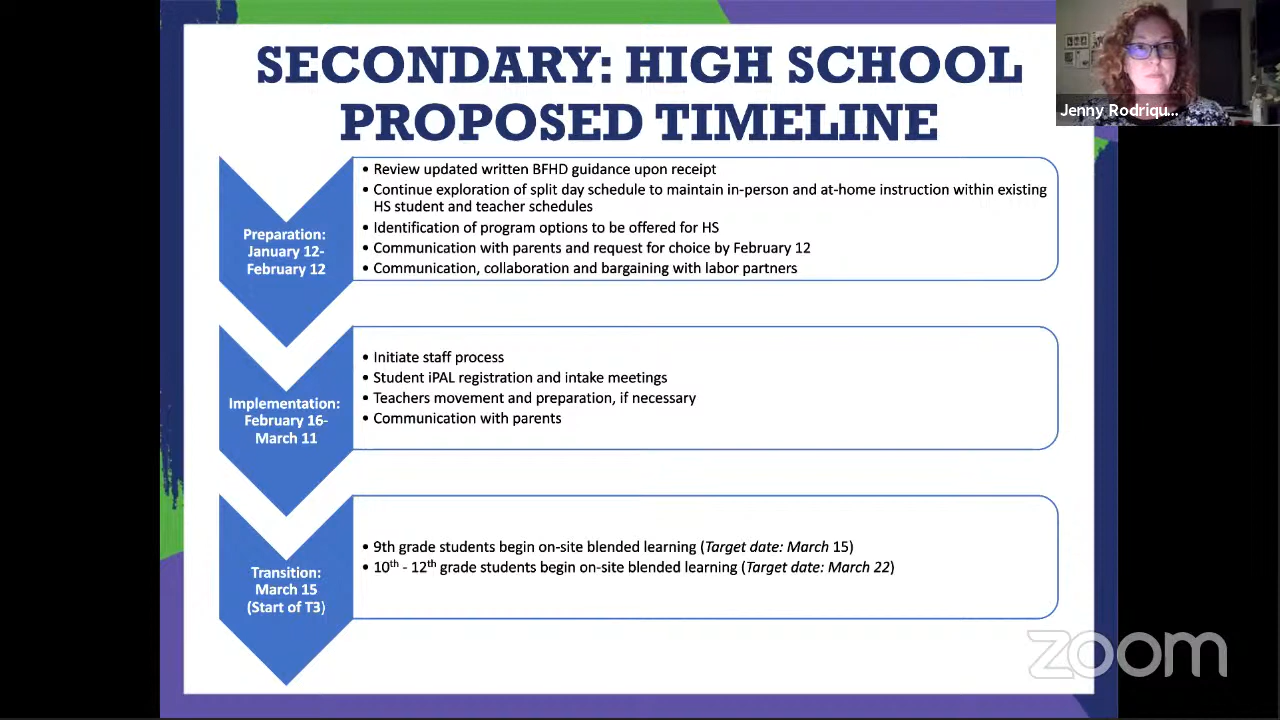 SECONDARY: HIGH SCHOOL
PROPOSED TIMELINE
Jenny Rodriqu...
Preparation:
January 12-
February 12
• Review updated written BFHD guidance upon receipt
• Continue exploration of split day schedule to maintain in-person and at-home instruction within existing
HS student and teacher schedules
• Identification of program options to be offered for HS
• Communication with parents and request for choice by February 12
• Communication, collaboration and bargaining with labor partners
Implementation:
February 16-
March 11
• Initiate staff process
• Student iPAL registration and intake meetings
• Teachers movement and preparation, if necessary
• Communication with parents
Transition:
March 15
(Start of T3)
• 9th grade students begin on-site blended learning (Target date: March 15)
• 10th - 12th grade students begin on-site blended learning (Target date: March 22)
zoom